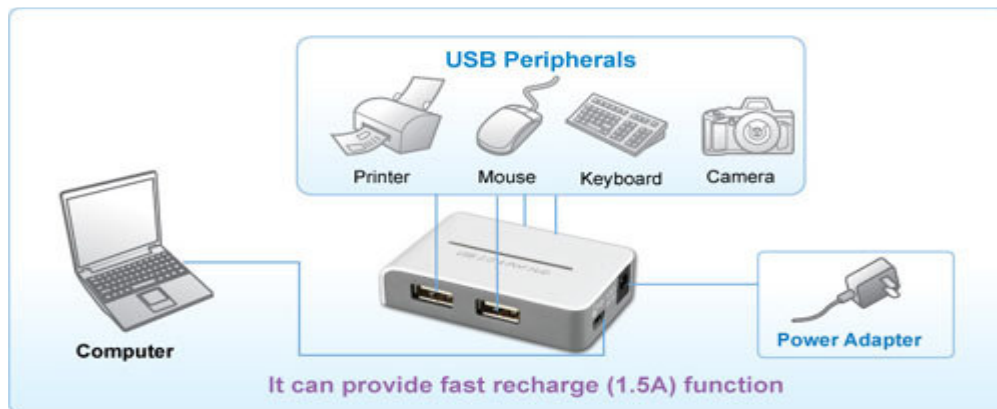 USB Peripherals
Printer
Mouse
Keyboard
Camera
Computer
Power Adapter
It can provide fast recharge (1.5A) function